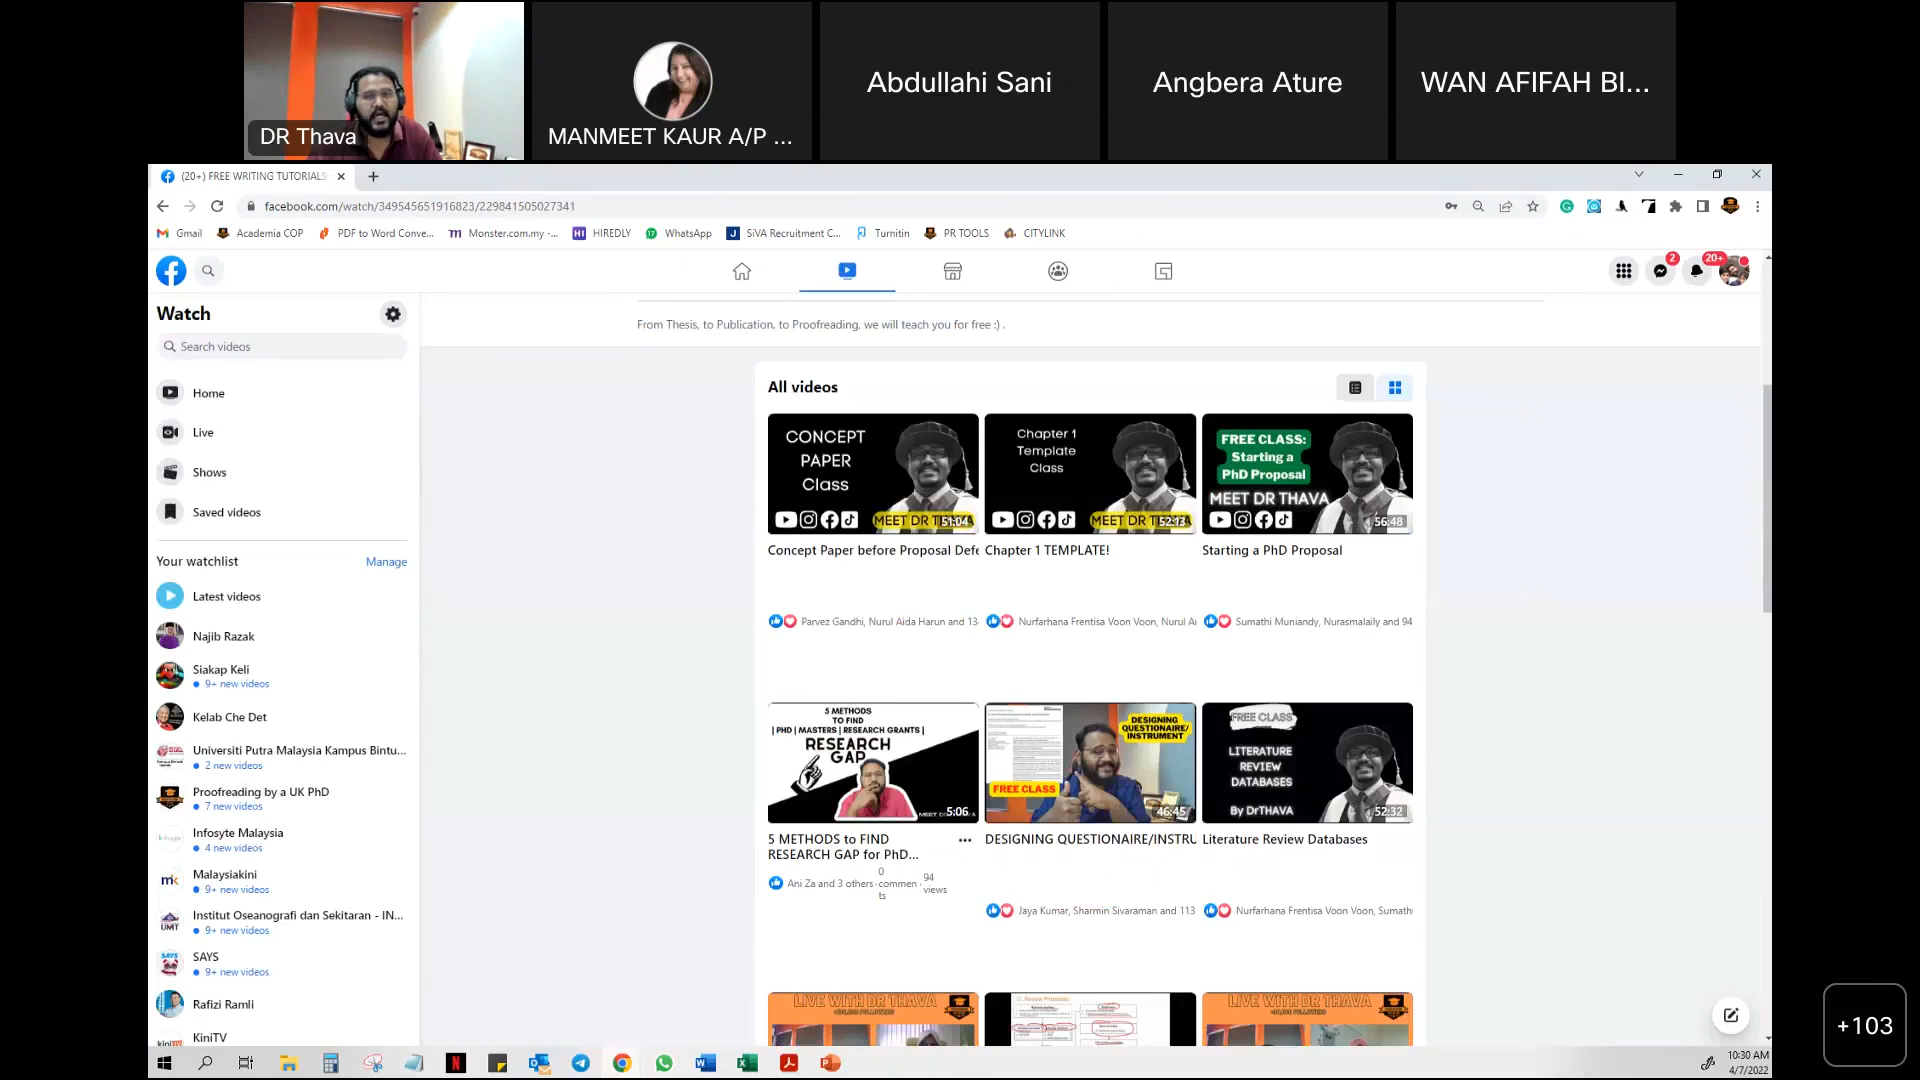 DR Thava
MANMEET KAUR A/P ...
Abdullahi Sani
Angbera Ature
WAN AFIFAH BI...
(20+) FREE WRITING TUTORIALS
facebook.com/watch/349545651916823/229841505027341
Gmail
Academia COP
PDF to Word Conve...
Monster.com.my -...
HIREDLY
WhatsApp
SiVA Recruitment C...
Turnitin
PR TOOLS
CITYLINK
2
20+
Watch
Search videos
Home
Live
Shows
Saved videos
Your watchlist
Manage
Latest videos
Najib Razak
Siakap Keli
9+ new videos
Kelab Che Det
Universiti Putra Malaysia Kampus Bintu...
2 new videos
Proofreading by a UK PhD
7 new videos
Infosyte Malaysia
4 new videos
Malaysiakini
9+ new videos
Institut Oseanografi dan Sekitaran - IN...
9+ new videos
SAYS
9+ new videos
Rafizi Ramli
KiniTV
From Thesis, to Publication, to Proofreading, we will teach you for free :) .
All videos
CONCEPT
PAPER
Class
MEET DR THAVA
51:04
Concept Paper before Proposal Defe
Parvez Gandhi, Nurul Aida Harun and 13
Chapter 1
Template
Class
MEET DR THAVA
52:13
Chapter 1 TEMPLATE!
Nurfarhana Frentisa Voon Voon, Nurul Ai
FREE CLASS:
Starting a
PhD Proposal
MEET DR THAVA
56:48
Starting a PhD Proposal
Sumathi Muniandy, Nurasmalaily and 94
5 METHODS
TO FIND
| PHD | MASTERS | RESEARCH GRANTS |
RESEARCH
GAP
5:06
5 METHODS to FIND
RESEARCH GAP for PhD...
Ani Za and 3 others
0
commen
ts
94
views
DESIGNING
QUESTIONAIRE/
INSTRUMENT
FREE CLASS
46:45
DESIGNING QUESTIONAIRE/INSTRU
Jaya Kumar, Sharmin Sivaraman and 113
FREE CLASS
LITERATURE
REVIEW
DATABASES
By DrTHAVA
52:32
Literature Review Databases
Nurfarhana Frentisa Voon Voon, Sumathi
LIVE WITH DR THAVA
LIVE WITH DR THAVA
+103
10:30 AM
4/7/2022